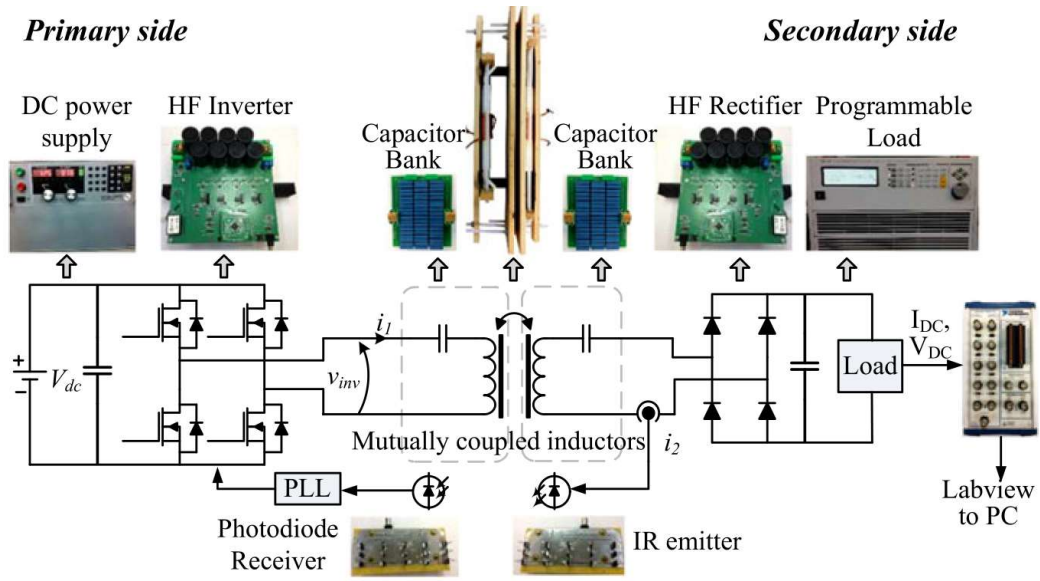 Primary side
Secondary side
DC power
supply
HF Inverter
Capacitor
Bank
Capacitor
Bank
HF Rectifier
Programmable
Load
i1
Vdc
vinv
IDC,
VDC
Load
Mutually coupled inductors
i2
PLL
Photodiode
Receiver
IR emitter
Labview
to PC